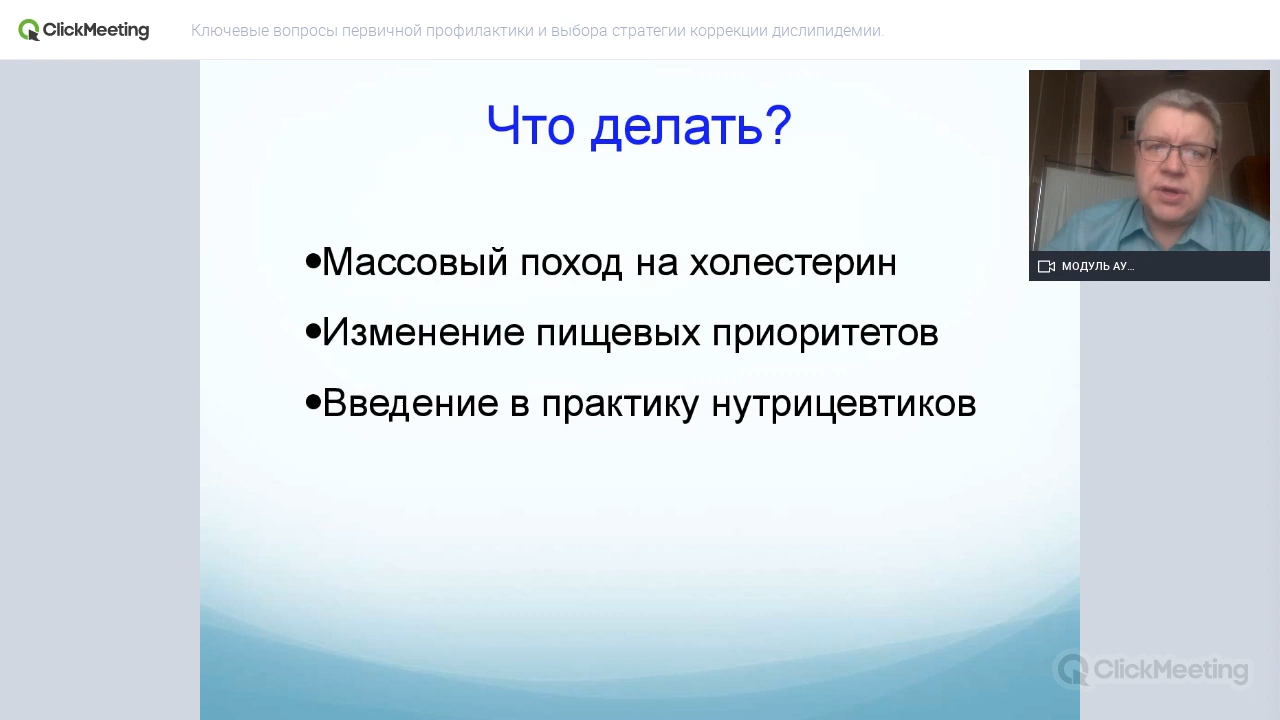 ClickMeeting
Ключевые вопросы первичной профилактики и выбора стратегии коррекции дислипидемии.
Что делать?
•Массовый поход на холестерин
•Изменение пищевых приоритетов
•Введение в практику нутрицевтиков
МОДУЛЬ АУ...
ClickMeeting